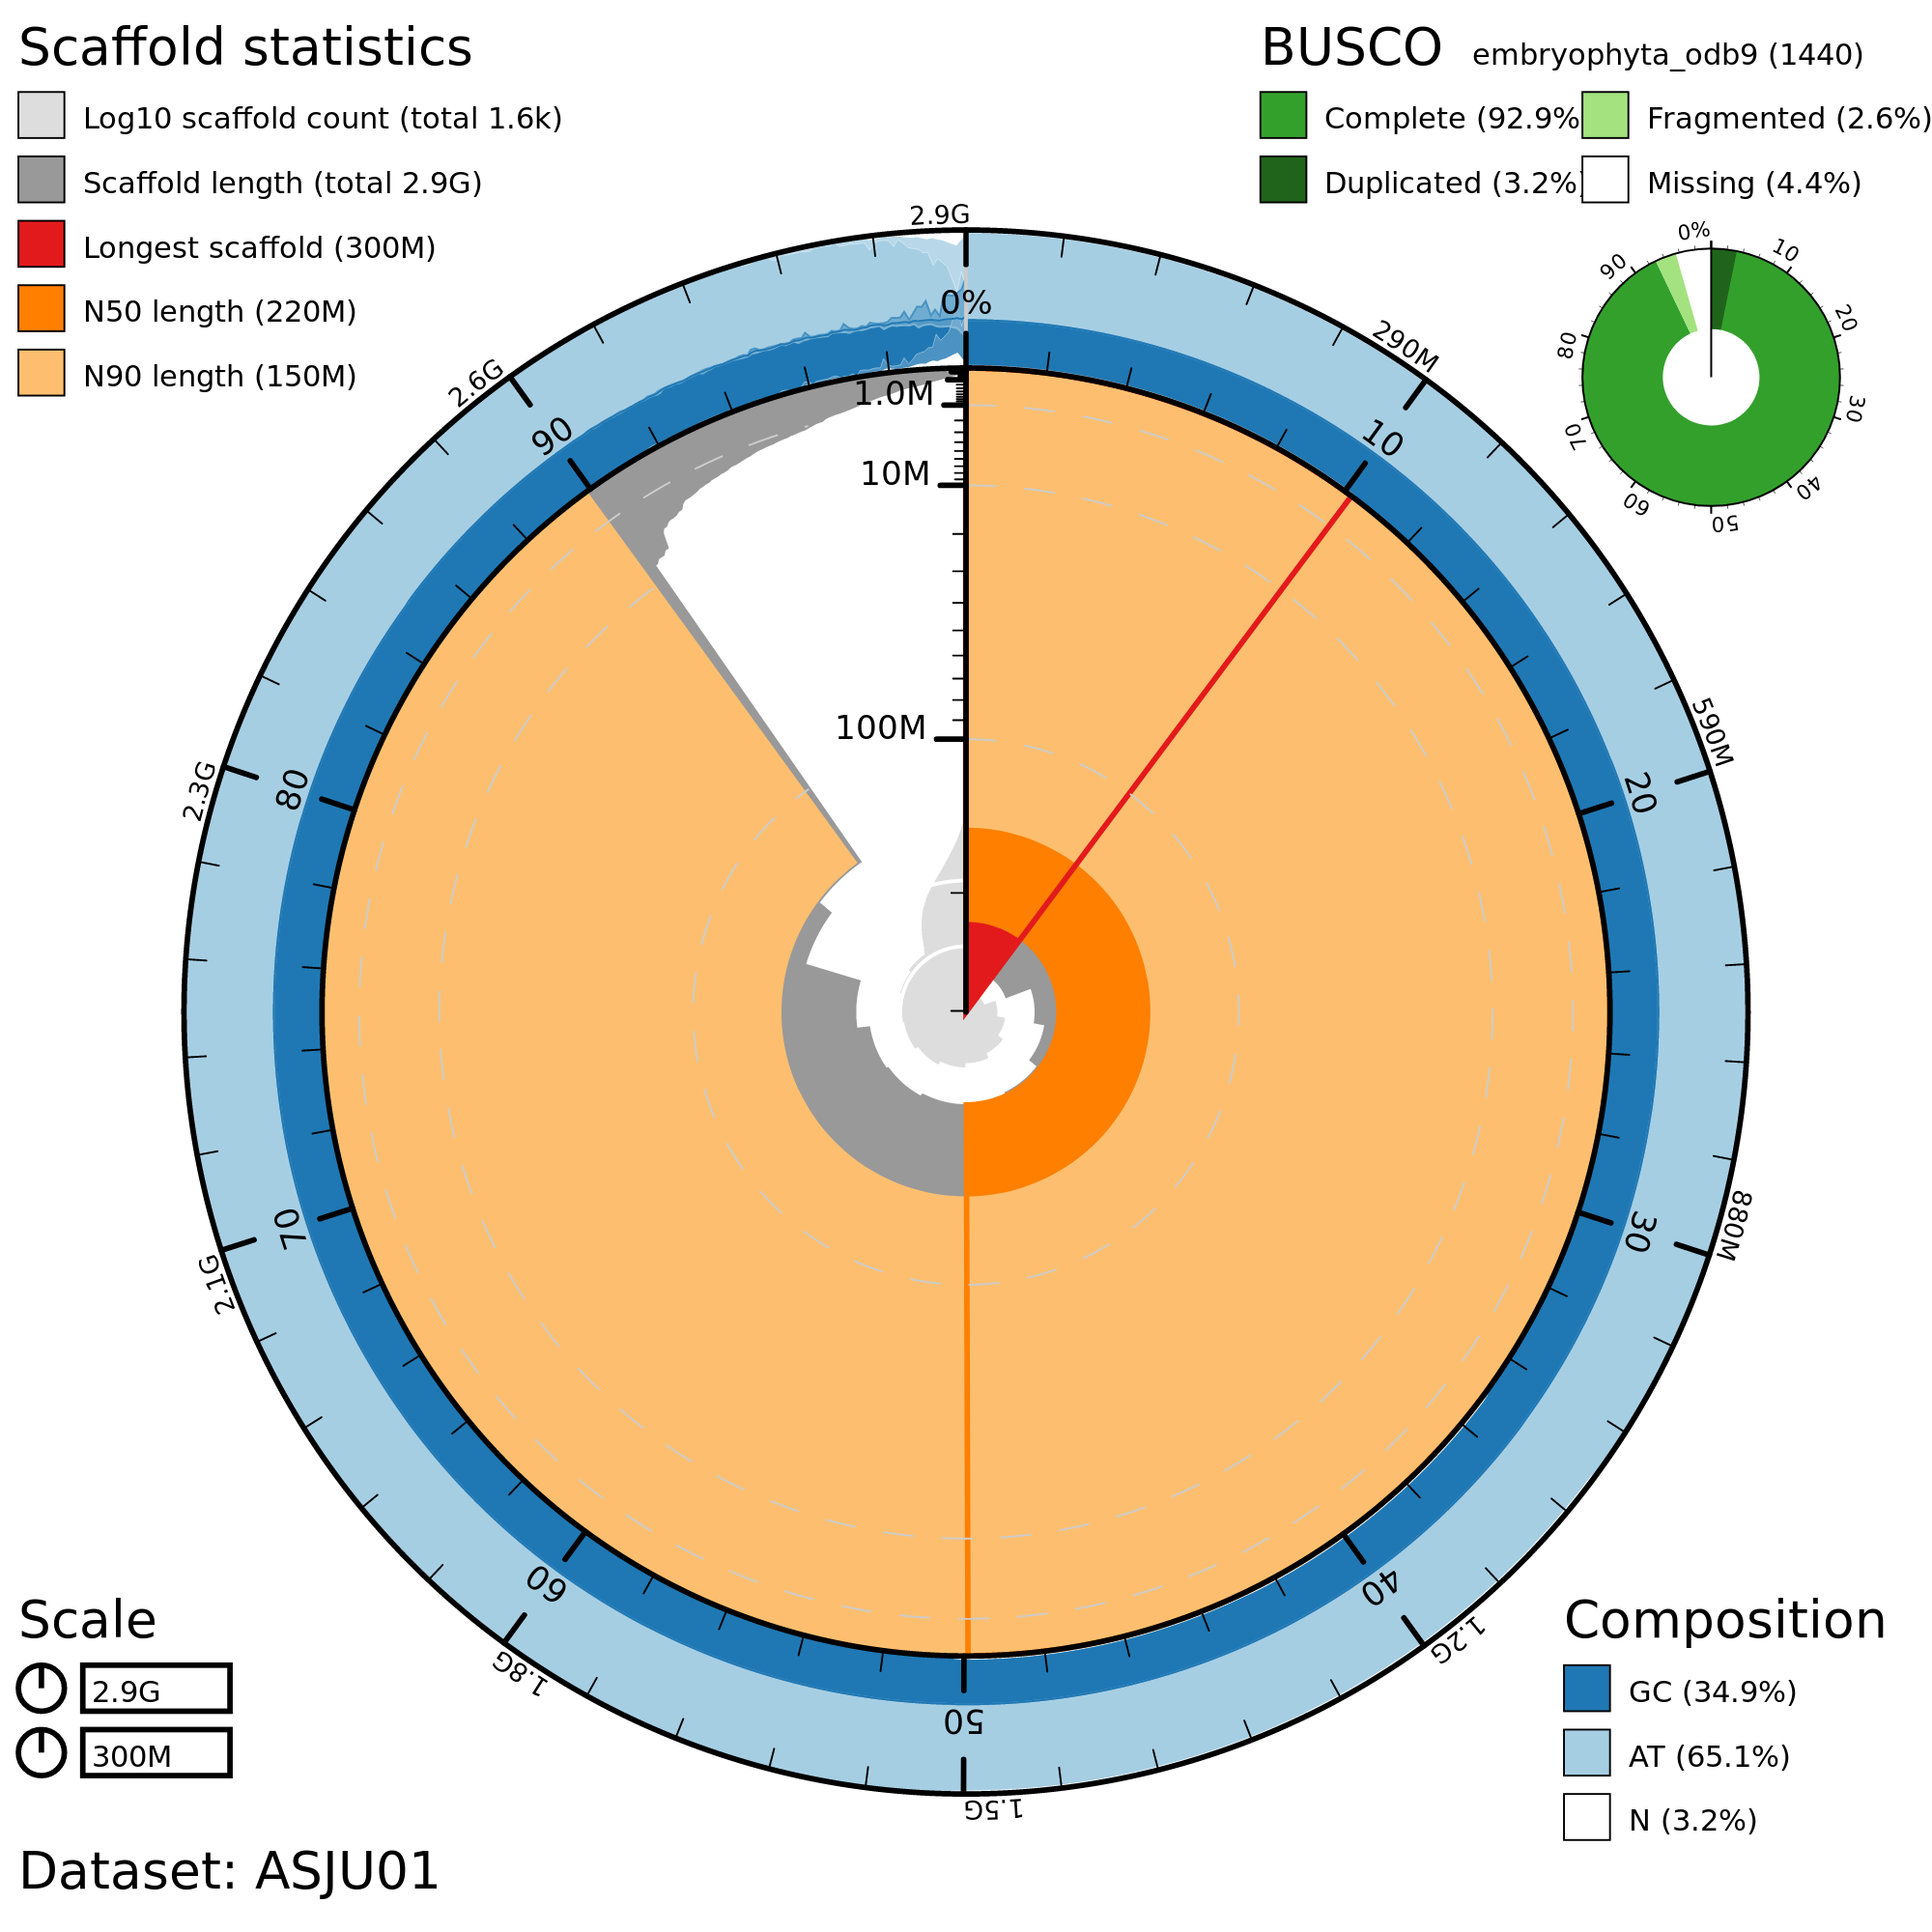 Scaffold statistics
Log10 scaffold count (total 1.6k)
Scaffold length (total 2.9G)
Longest scaffold (300M)
N50 length (220M)
N90 length (150M)
BUSCO embryophyta_odb9 (1440)
Complete (92.9%
Fragmented (2.6%)
Duplicated (3.2%)
Missing (4.4%)
0%
10
20
30
40
50
60
70
80
90
2.9G
290M
590M
880M
1.2G
1.5G
1.8G
2.1G
2.3G
2.6G
0%
10
20
30
40
50
60
70
80
90
1.0M
10M
100M
Scale
2.9G
300M
Composition
GC (34.9%)
AT (65.1%)
N (3.2%)
Dataset: ASJU01